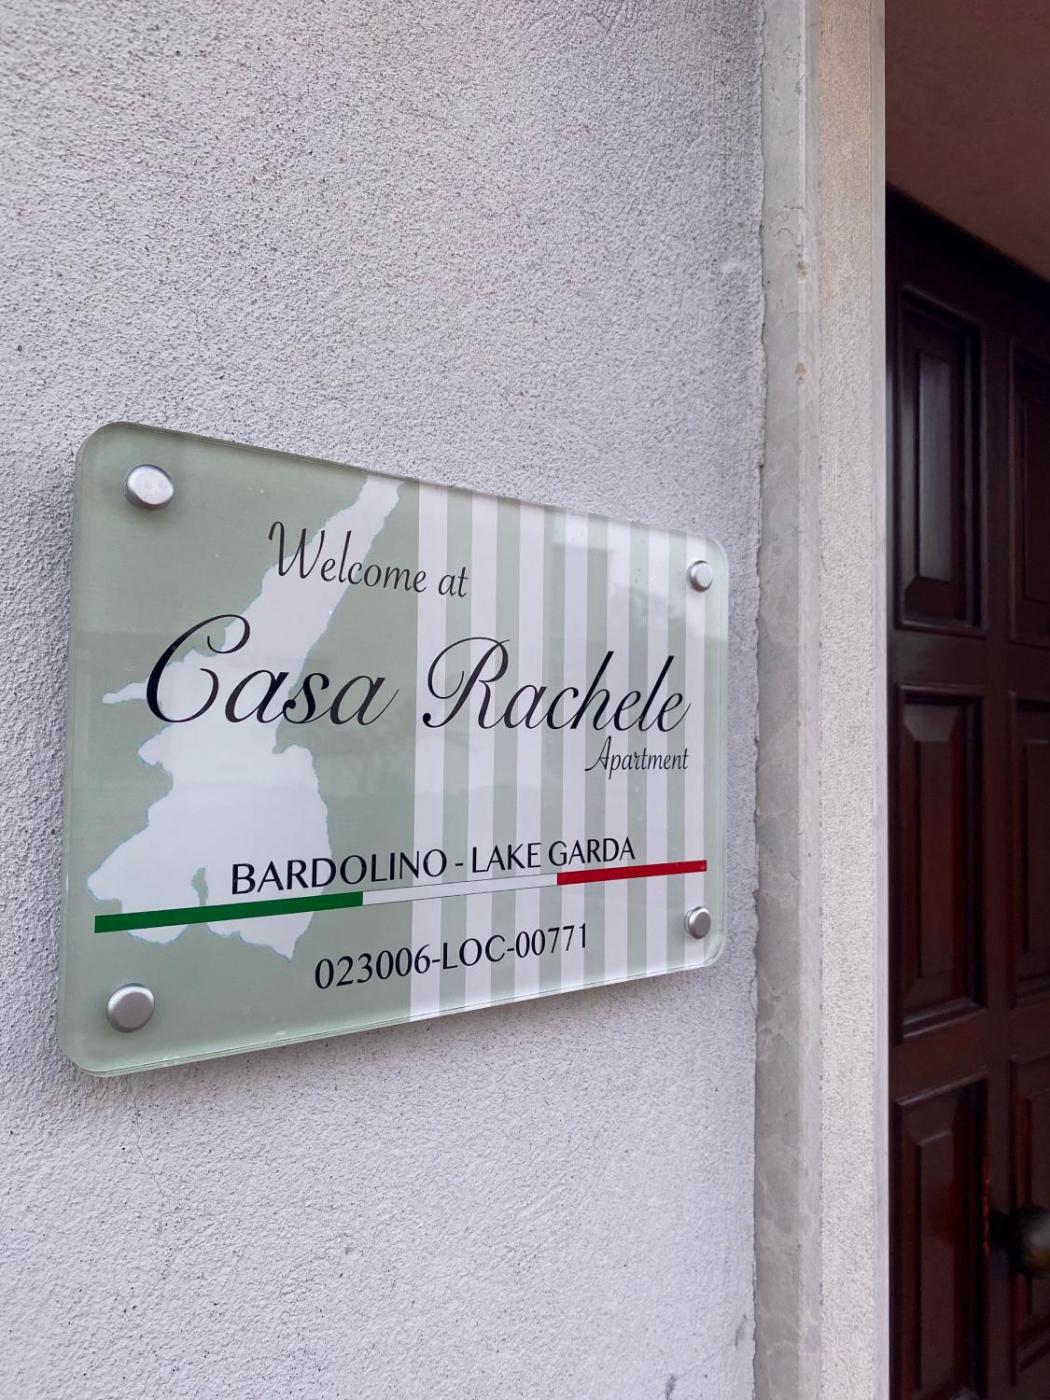 Welcome at
Casa Rachele
Apartment
BARDOLINO - LAKE GARDA
023006-LOC-00771